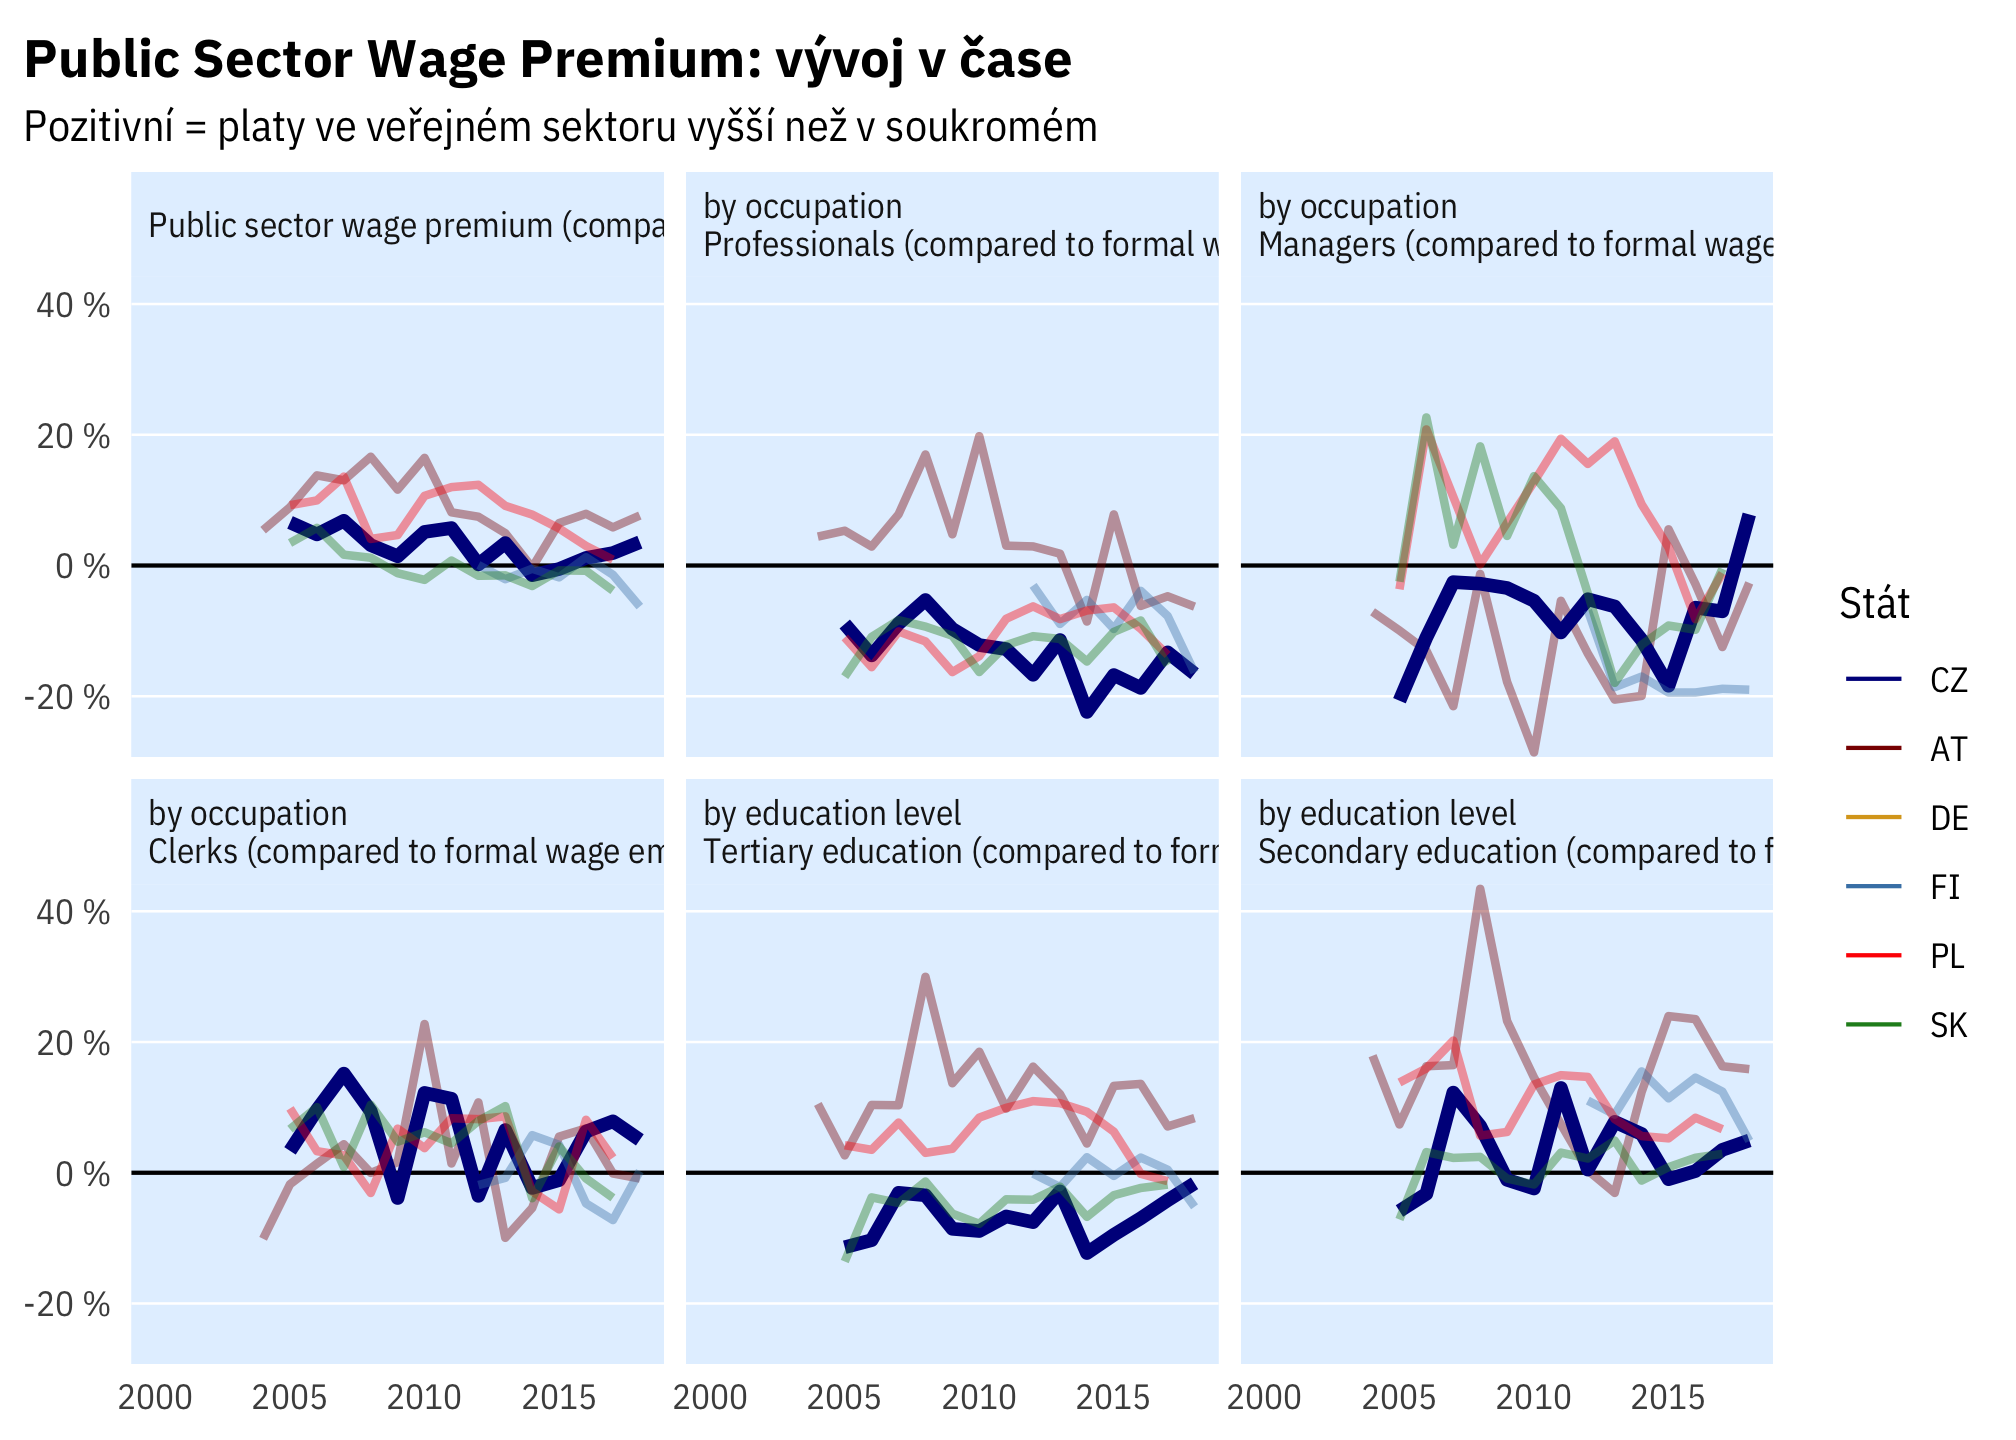 Public Sector Wage Premium: vývoj v čase
Pozitivní = platy ve veřejném sektoru vyšší než v soukromém
Public sector wage premium (compa
by occupation
Professionals (compared to formal w
by occupation
Managers (compared to formal wage
40 %
20 %
0 %
-20 %
by occupation
Clerks (compared to formal wage em
by education level
Tertiary education (compared to forr
by education level
Secondary education (compared to f
40 %
20 %
0 %
-20 %
2000 2005 2010 2015 2000 2005 2010 2015 2000 2005 2010 2015
Stát
CZ
AT
DE
FI
PL
SK